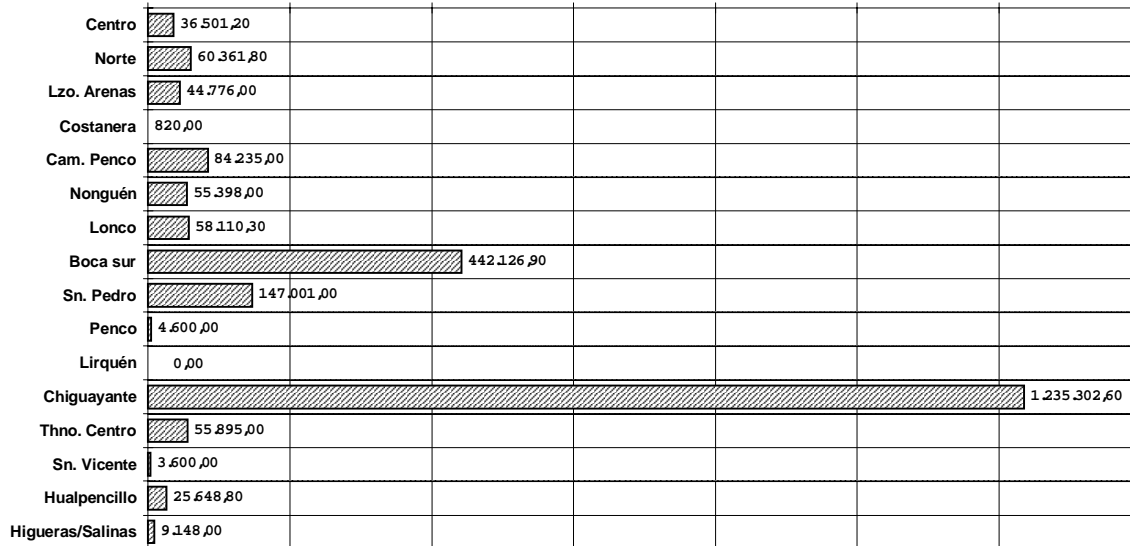 Centro 36.501,20
Norte 60.361,80
Lzo. Arenas 44.776,00
Costanera 820,00
Cam. Penco 84.235,00
Nonguén 55.398,00
Lonco 58.110,30
Boca sur 442.126,90
Sn. Pedro 147.001,00
Penco 4.600,00
Lirquén 0,00
Chiguayante 1.235.302,60
Thno. Centro 55.895,00
Sn. Vicente 3.600,00
Hualpencillo 25.648,80
Higueras/Salinas 9.148,00